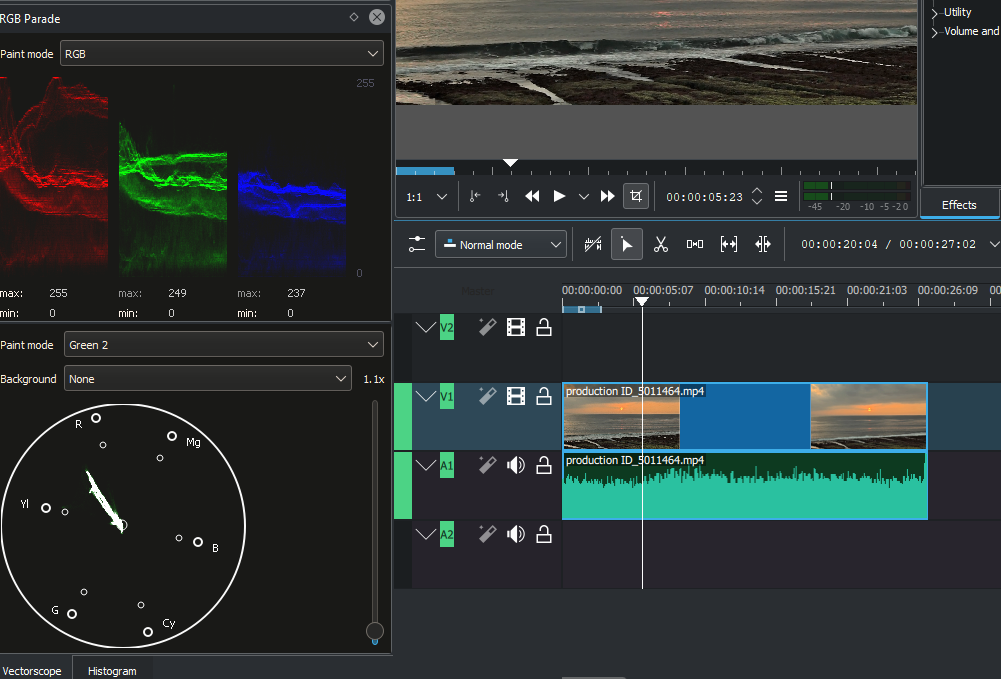 RGB Parade
Paint mode RGB
255
0
max: 255 max: 249 max: 237
min: 0 min: 0 min: 0
Paint mode Green 2
Background None 1.1x
R
Mg
Yl
B
G
Cy
Vectorscope Histogram
Utility
Volume and
1:1 00:00:05:23 -45 -20 -10 -5 -2 0
Effects
Normal mode 00:00:20:04 / 00:00:27:02
Master
00:00:00:00 00:00:05:07 00:00:10:14 00:00:15:21 00:00:21:03 00:00:26:09 00
V2
V1 production ID_5011464.mp4
A1 production ID_5011464.mp4
A2